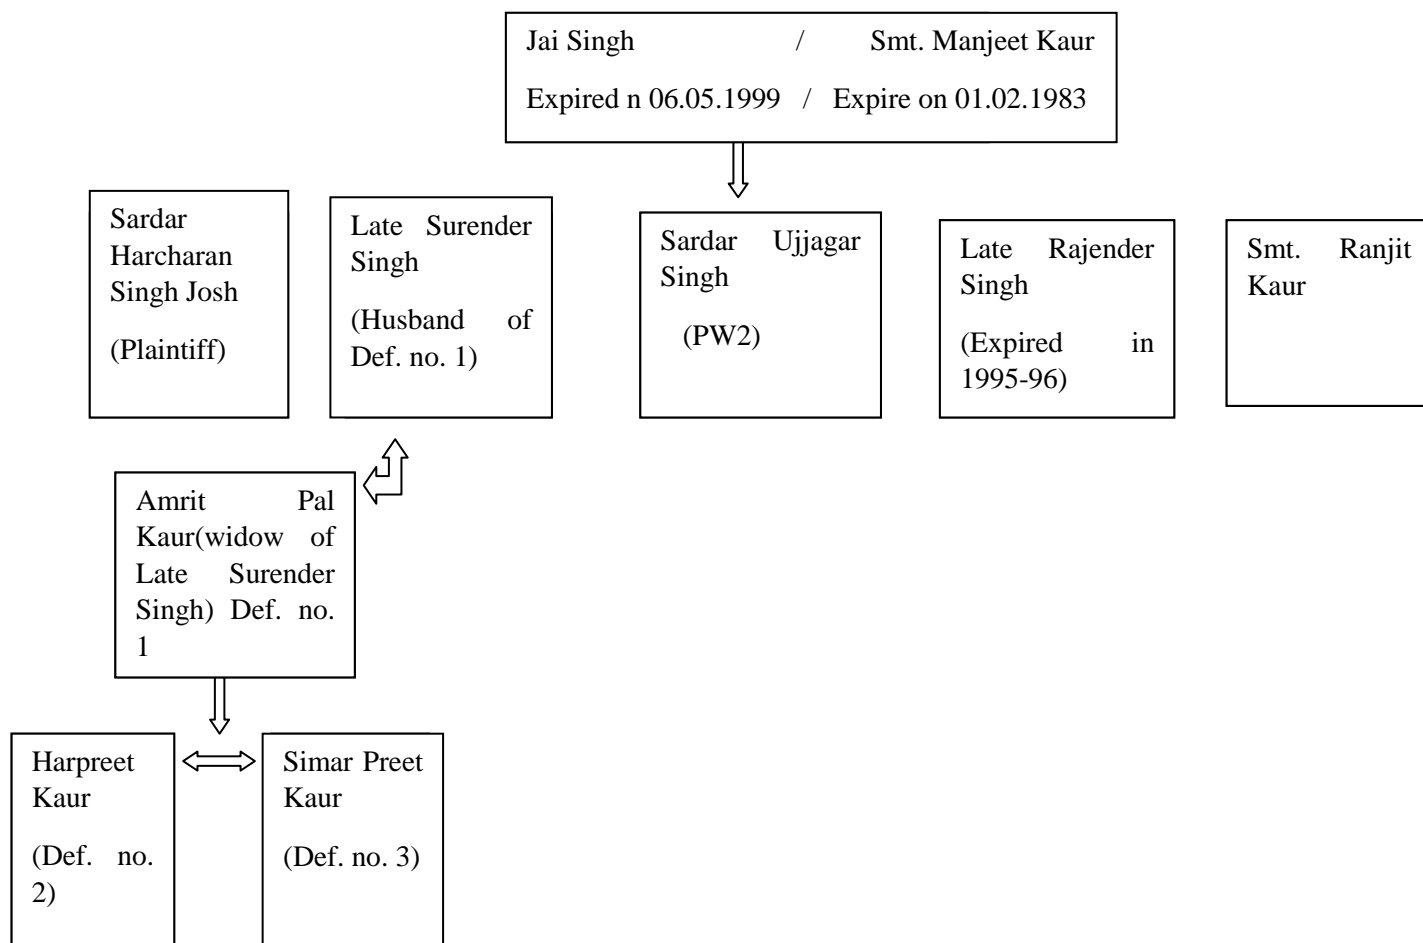 Jai Singh / Smt. Manjeet Kaur
Expired n 06.05.1999 / Expire on 01.02.1983
Sardar
Harcharan
Singh Josh
(Plaintiff)
Late Surender
Singh
(Husband of
Def. no. 1)
Sardar Ujjagar
Singh
(PW2)
Late Rajender
Singh
(Expired in
1995-96)
Smt. Ranjit
Kaur
Amrit Pal
Kaur(widow of
Late Surender
Singh) Def. no.
1
Harpreet
Kaur
(Def. no.
2)
Simar Preet
Kaur
(Def. no. 3)